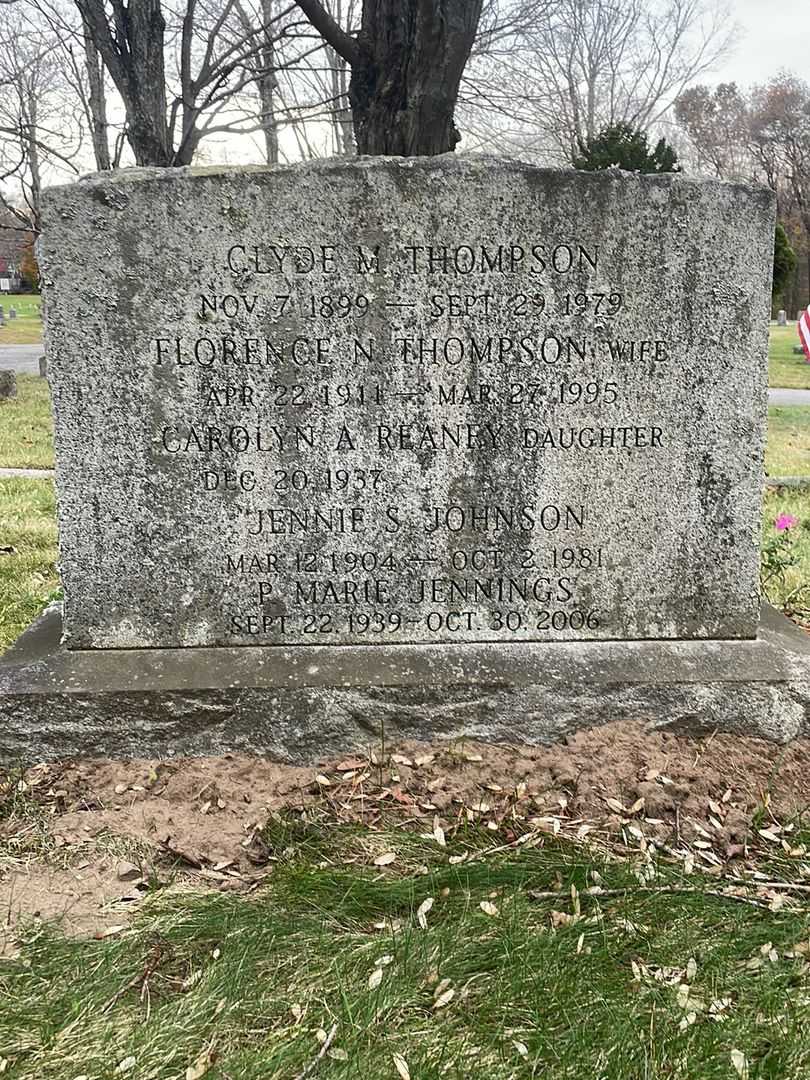 CLYDE M. THOMPSON
NOV. 7. 1899 — SEPT. 29. 1979
FLORENCE N. THOMPSON WIFE
APR. 22. 1911 — MAR. 27. 1995
CAROLYN A. REANEY DAUGHTER
DEC. 20. 1937
JENNIE S. JOHNSON
MAR. 12. 1904 — OCT. 2. 1981
P. MARIE JENNINGS
SEPT. 22. 1939 - OCT. 30. 2006